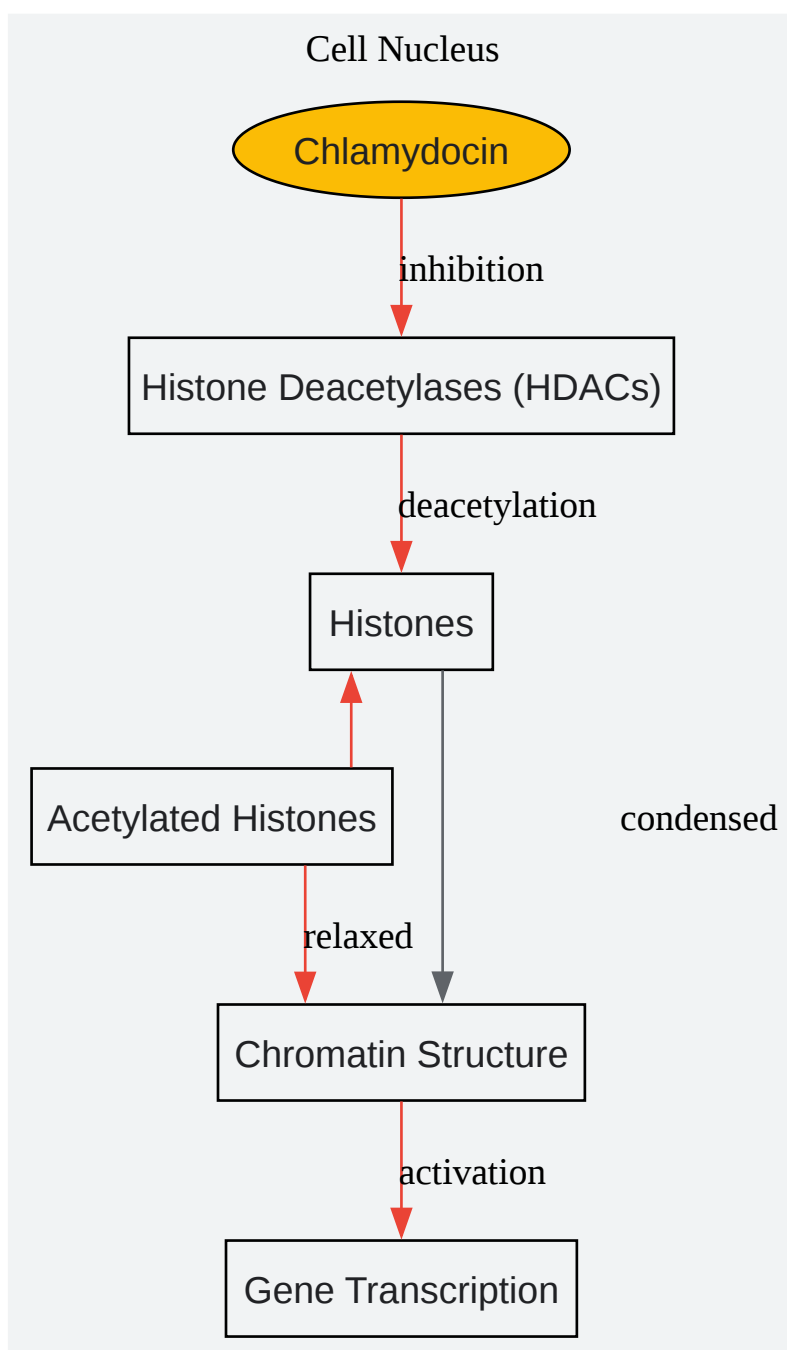 Cell Nucleus
Chlamydocin
inhibition
Histone Deacetylases (HDACs)
deacetylation
Histones
Acetylated Histones
condensed
relaxed
Chromatin Structure
activation
Gene Transcription